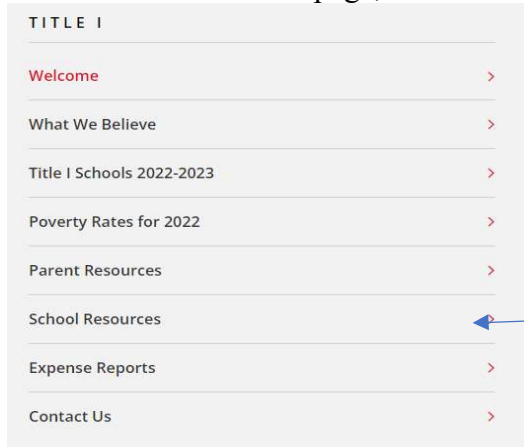 page,
TITLE I
Welcome
What We Believe
Title I Schools 2022-2023
Poverty Rates for 2022
Parent Resources
School Resources
Expense Reports
Contact Us